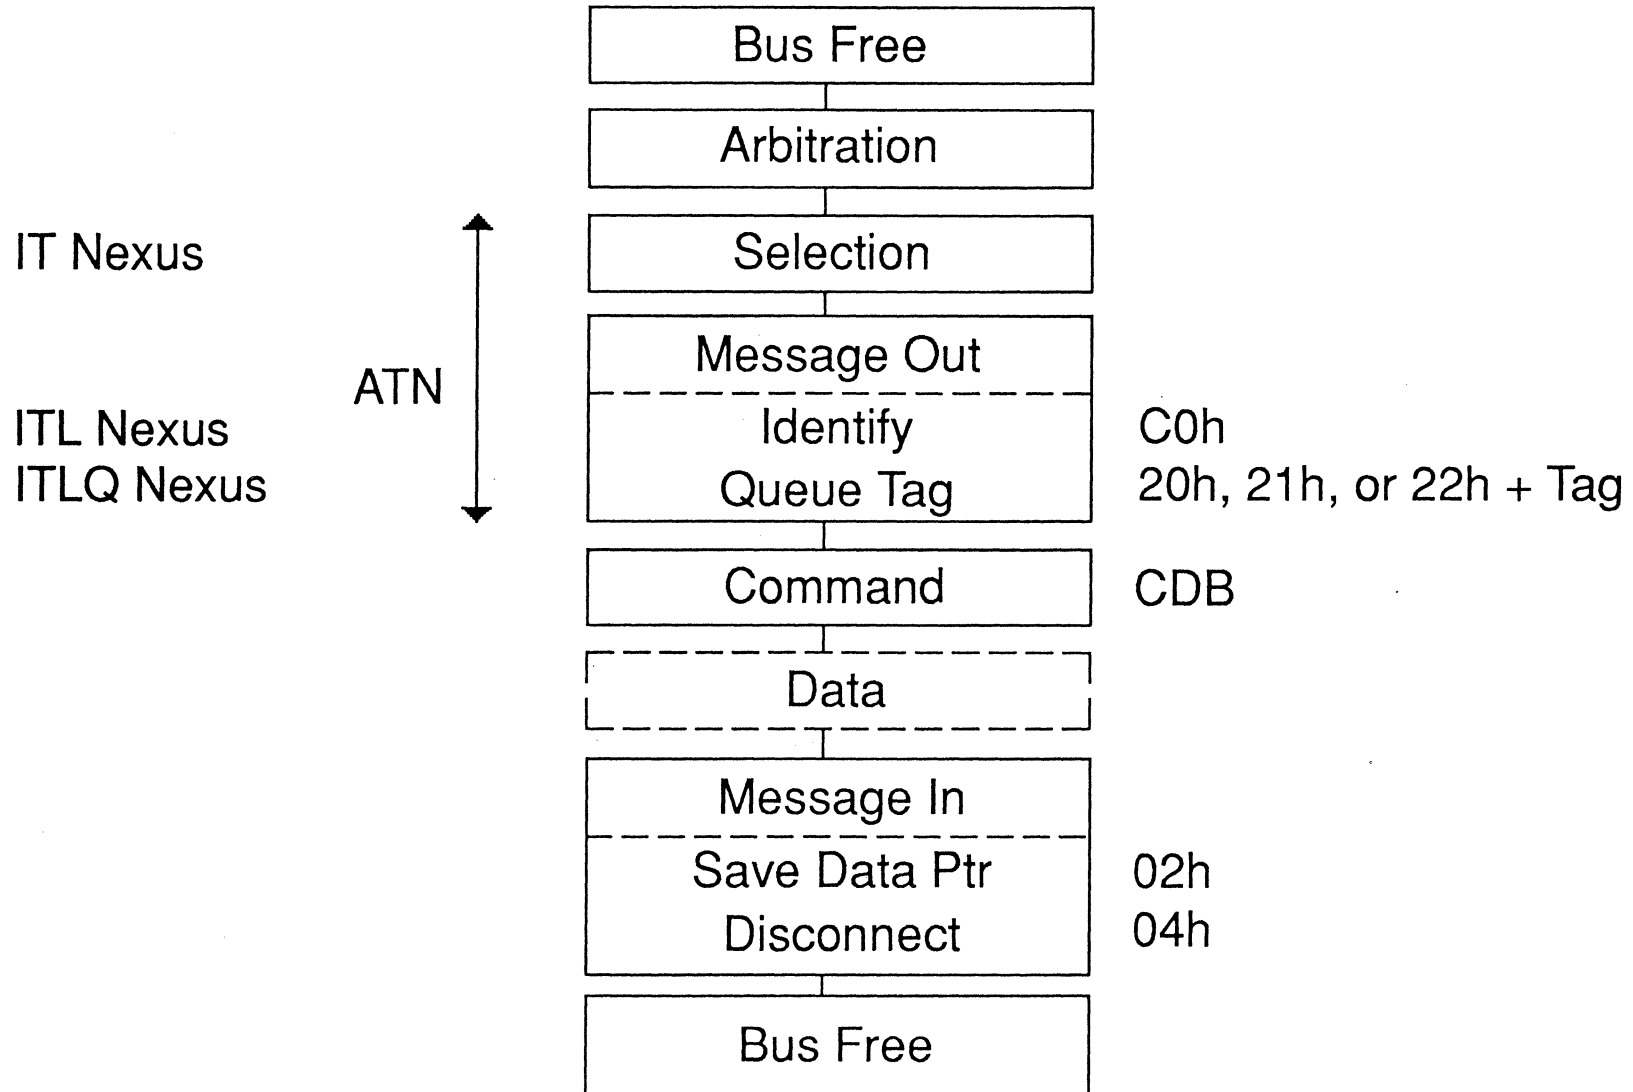 Bus Free
Arbitration
IT Nexus
Selection
Message Out
ATN
ITL Nexus
Identify
C0h
ITLQ Nexus
Queue Tag
20h, 21h, or 22h + Tag
Command
CDB
Data
Message In
Save Data Ptr
02h
Disconnect
04h
Bus Free